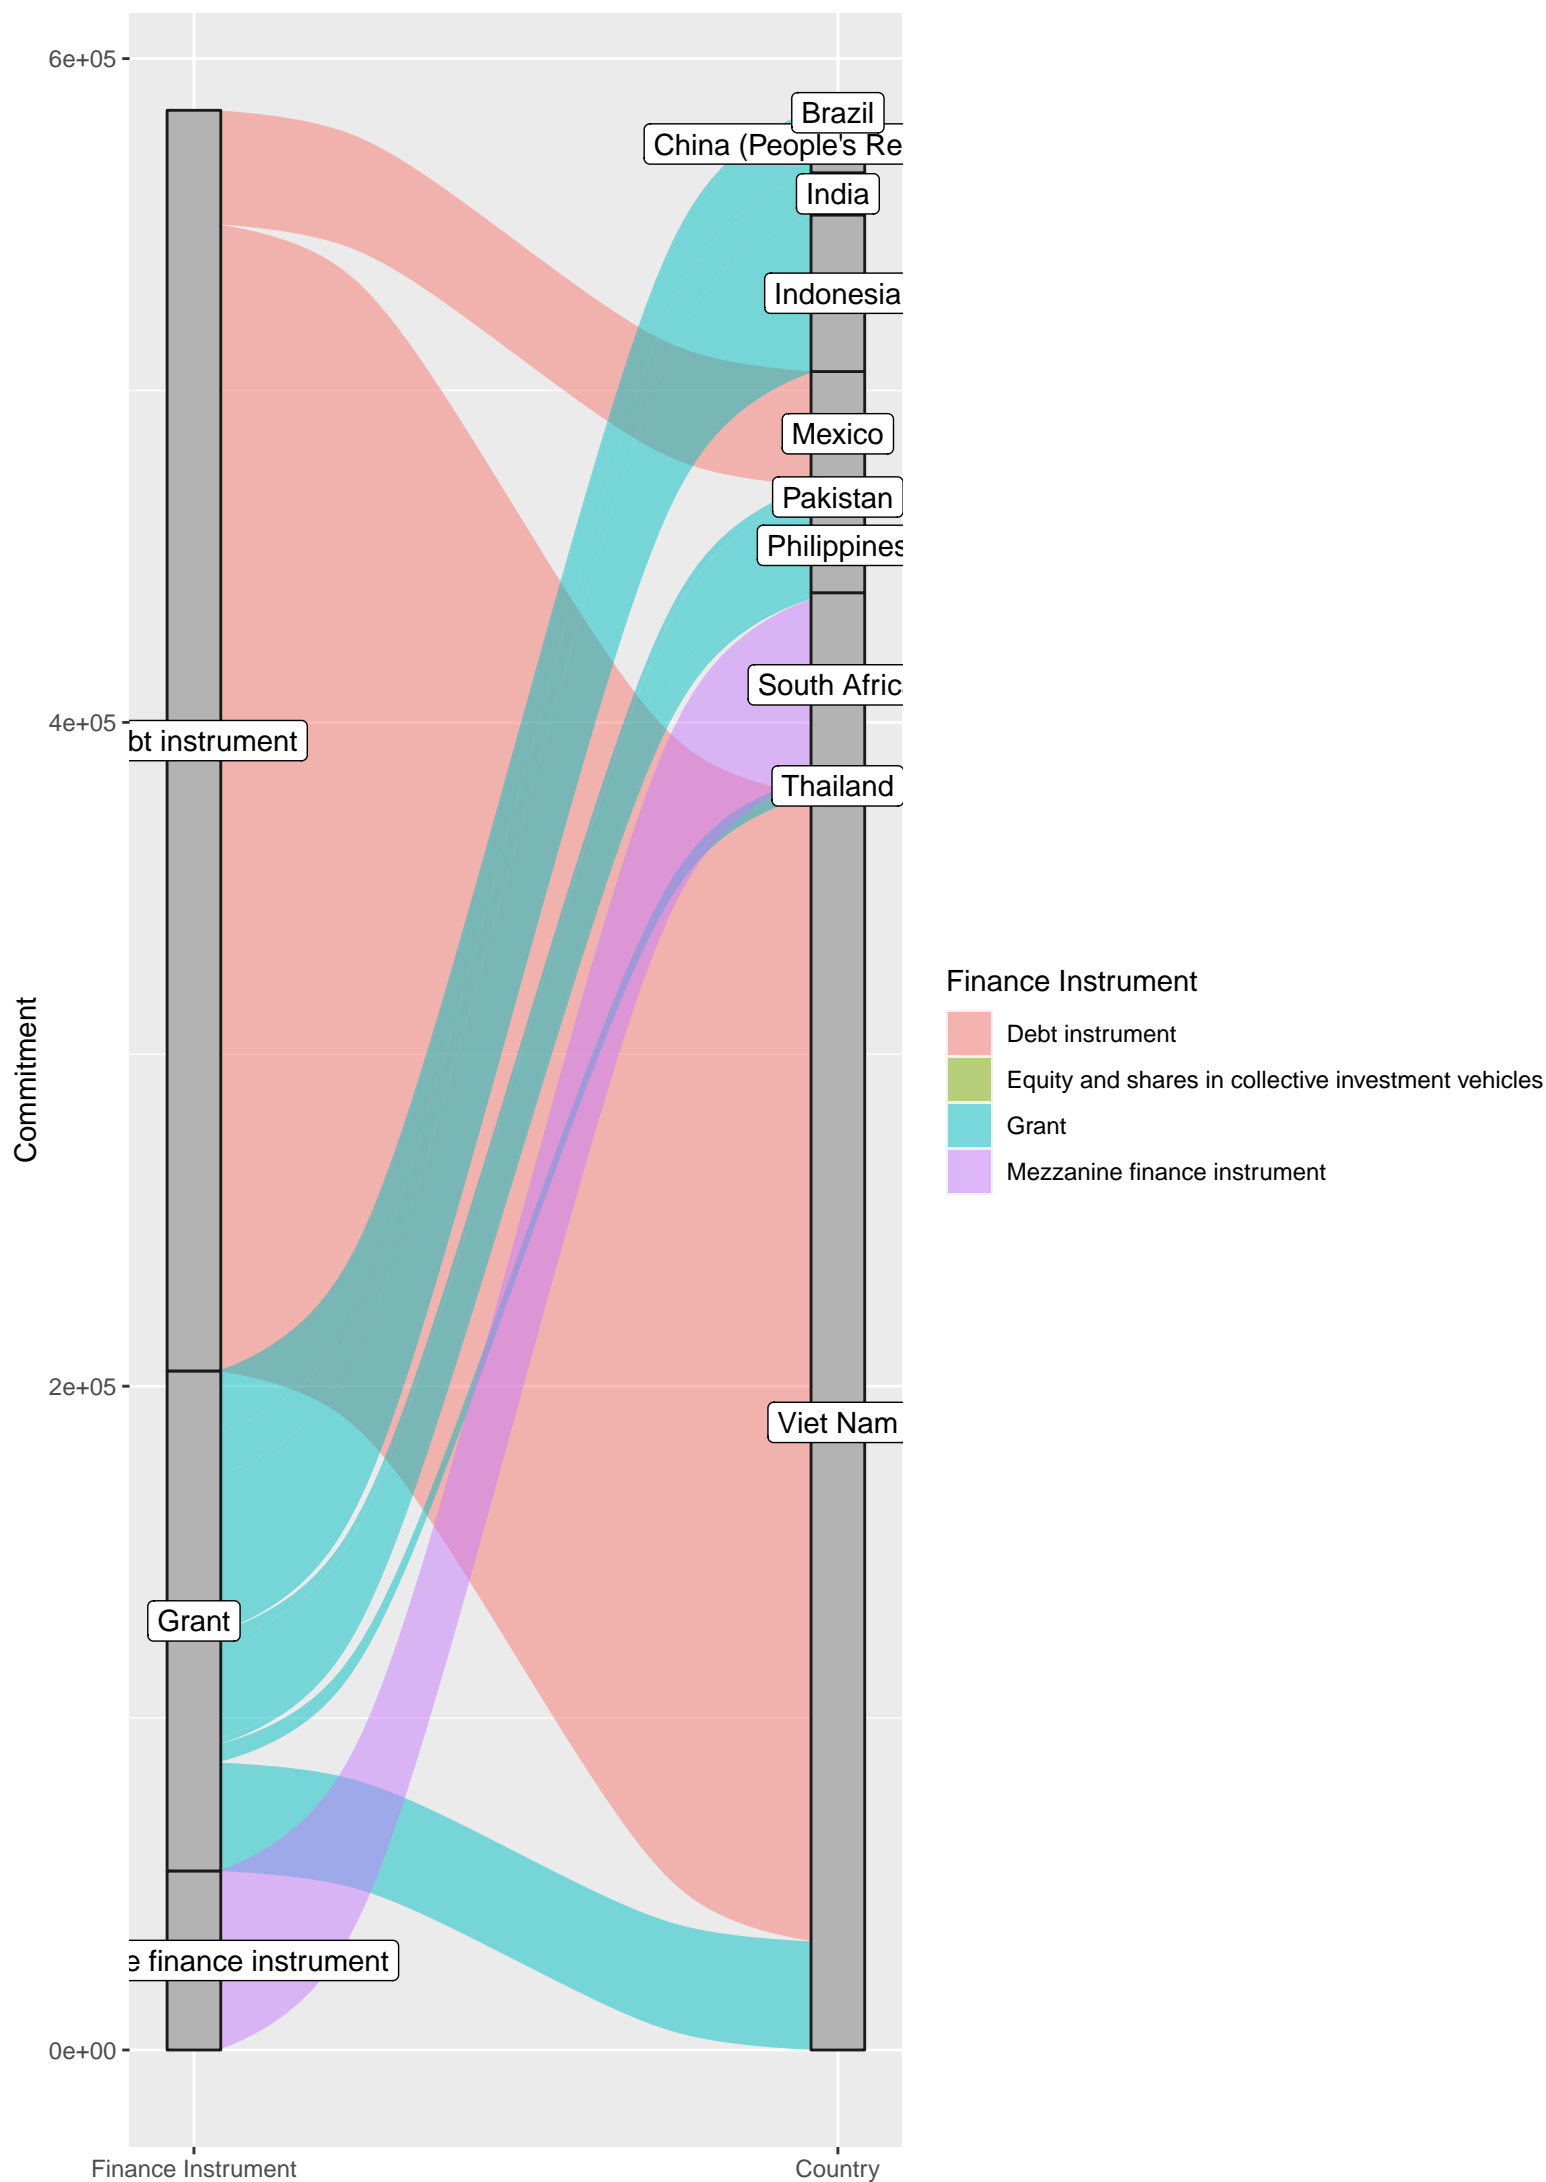 6e+05
4e+05
2e+05
0e+00
Commitment
bt instrument
Grant
e finance instrument
Brazil
China (People's Re
India
Indonesia
Mexico
Pakistan
Philippines
South Afric
Thailand
Viet Nam
Finance Instrument
Country
Finance Instrument
Debt instrument
Equity and shares in collective investment vehicles
Grant
Mezzanine finance instrument